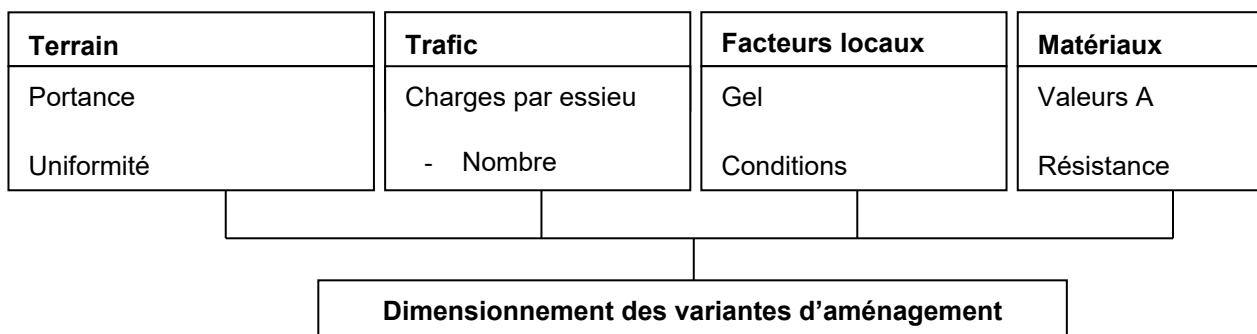 Terrain
Portance
Uniformité
Trafic
Charges par essieu
- Nombre
Facteurs locaux
Gel
Conditions
Matériaux
Valeurs A
Résistance
Dimensionnement des variantes d’aménagement